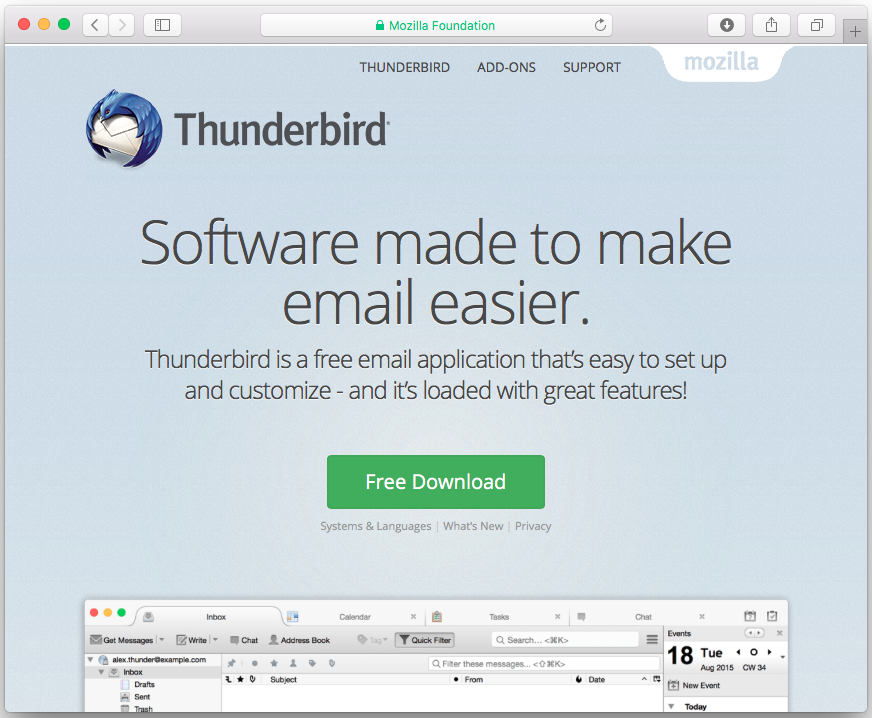 Mozilla Foundation
THUNDERBIRD ADD-ONS SUPPORT
mozilla
Thunderbird
Software made to make
email easier.
Thunderbird is a free email application that’s easy to set up
and customize - and it’s loaded with great features!
Free Download
Systems & Languages | What’s New | Privacy
Inbox Calendar Tasks Chat
Get Messages Write Chat Address Book Tag Quick Filter Search... <⌘K>
Events
18 Tue
Aug 2015 CW 34
New Event
Today
alex.thunder@example.com
Inbox
Drafts
Sent
Trash
Filter these messages... <⇧⌘K>
Subject From Date